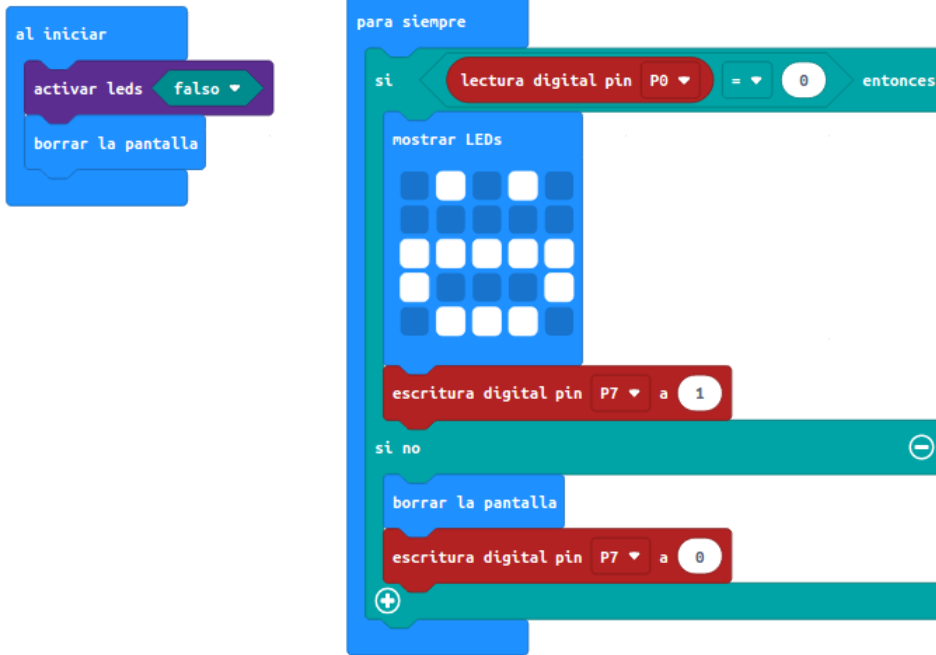 al iniciar
activar leds falso
borrar la pantalla
para siempre
si lectura digital pin P0 = 0 entonces
mostrar LEDs
escritura digital pin P7 a 1
si no
borrar la pantalla
escritura digital pin P7 a 0